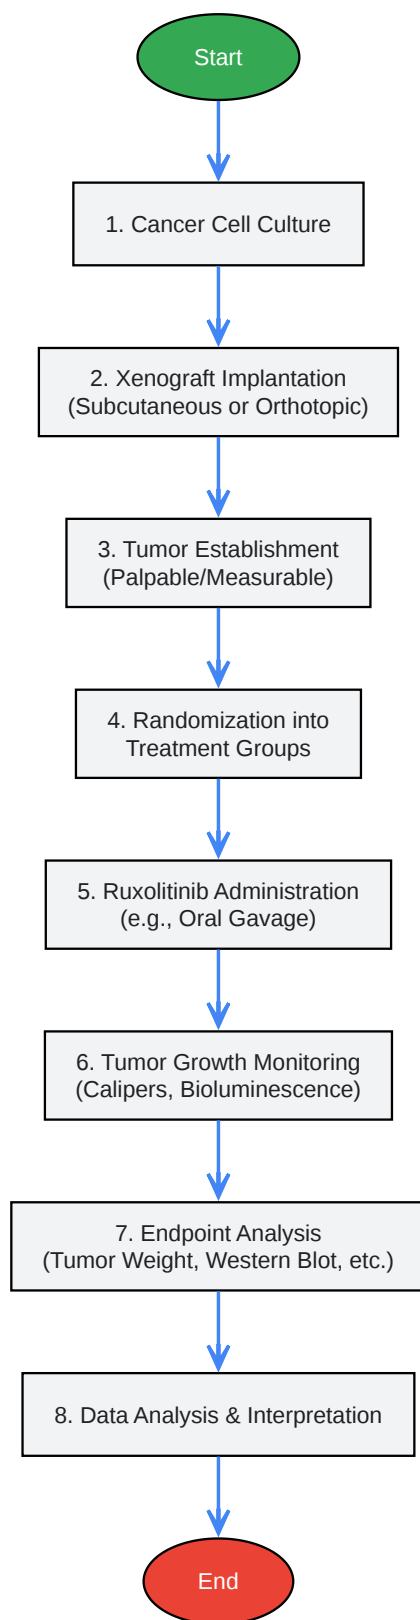 Start
1. Cancer Cell Culture
2. Xenograft Implantation
(Subcutaneous or Orthotopic)
3. Tumor Establishment
(Palpable/Measurable)
4. Randomization into
Treatment Groups
5. Ruxolitinib Administration
(e.g., Oral Gavage)
6. Tumor Growth Monitoring
(Calipers, Bioluminescence)
7. Endpoint Analysis
(Tumor Weight, Western Blot, etc.)
8. Data Analysis & Interpretation
End